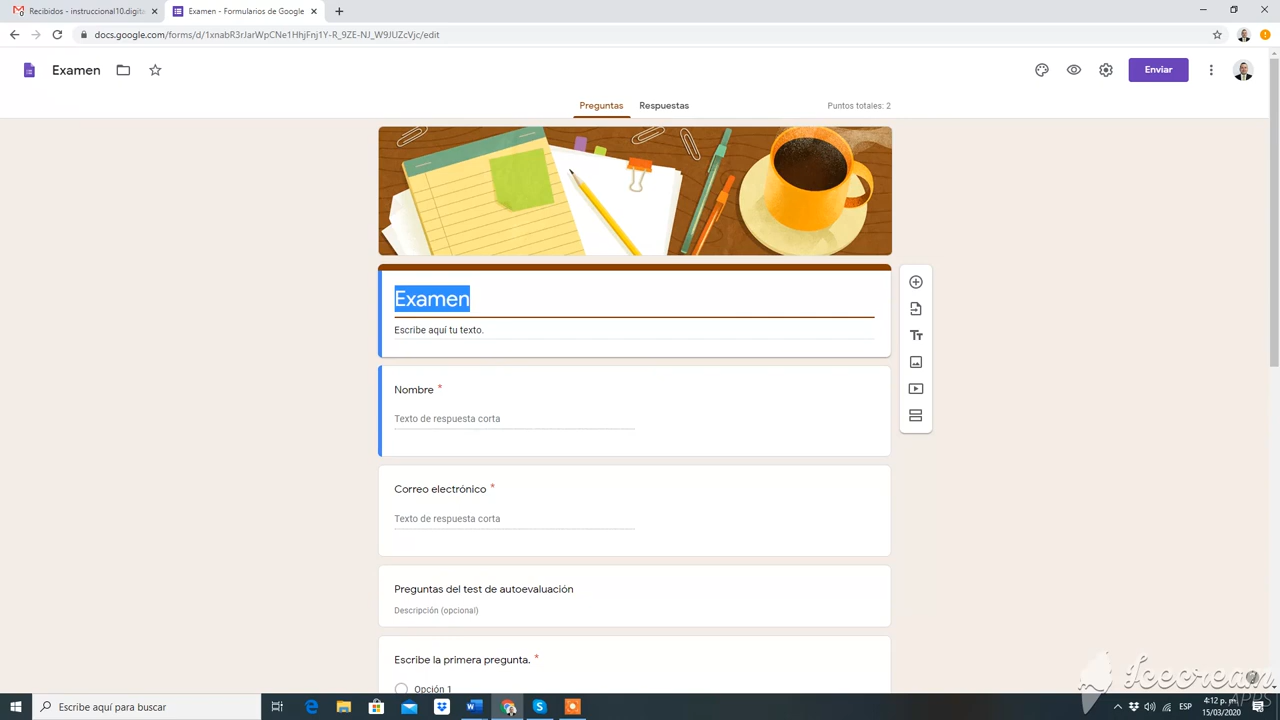 Recibidos - instruccional10.digita
Examen - Formularios de Google
docs.google.com/forms/d/1xnabR3rJarWpCNe1HhjFnj1Y-R_9ZE-NJ_W9JUZcVjc/edit
Examen
Enviar
Preguntas
Respuestas
Puntos totales: 2
Examen
Escribe aquí tu texto.
Nombre *
Texto de respuesta corta
Correo electrónico *
Texto de respuesta corta
Preguntas del test de autoevaluación
Descripción (opcional)
Escribe la primera pregunta. *
Opción 1
Icecream
APPS
Escribe aquí para buscar
ESP
4:12 p. m.
15/03/2020